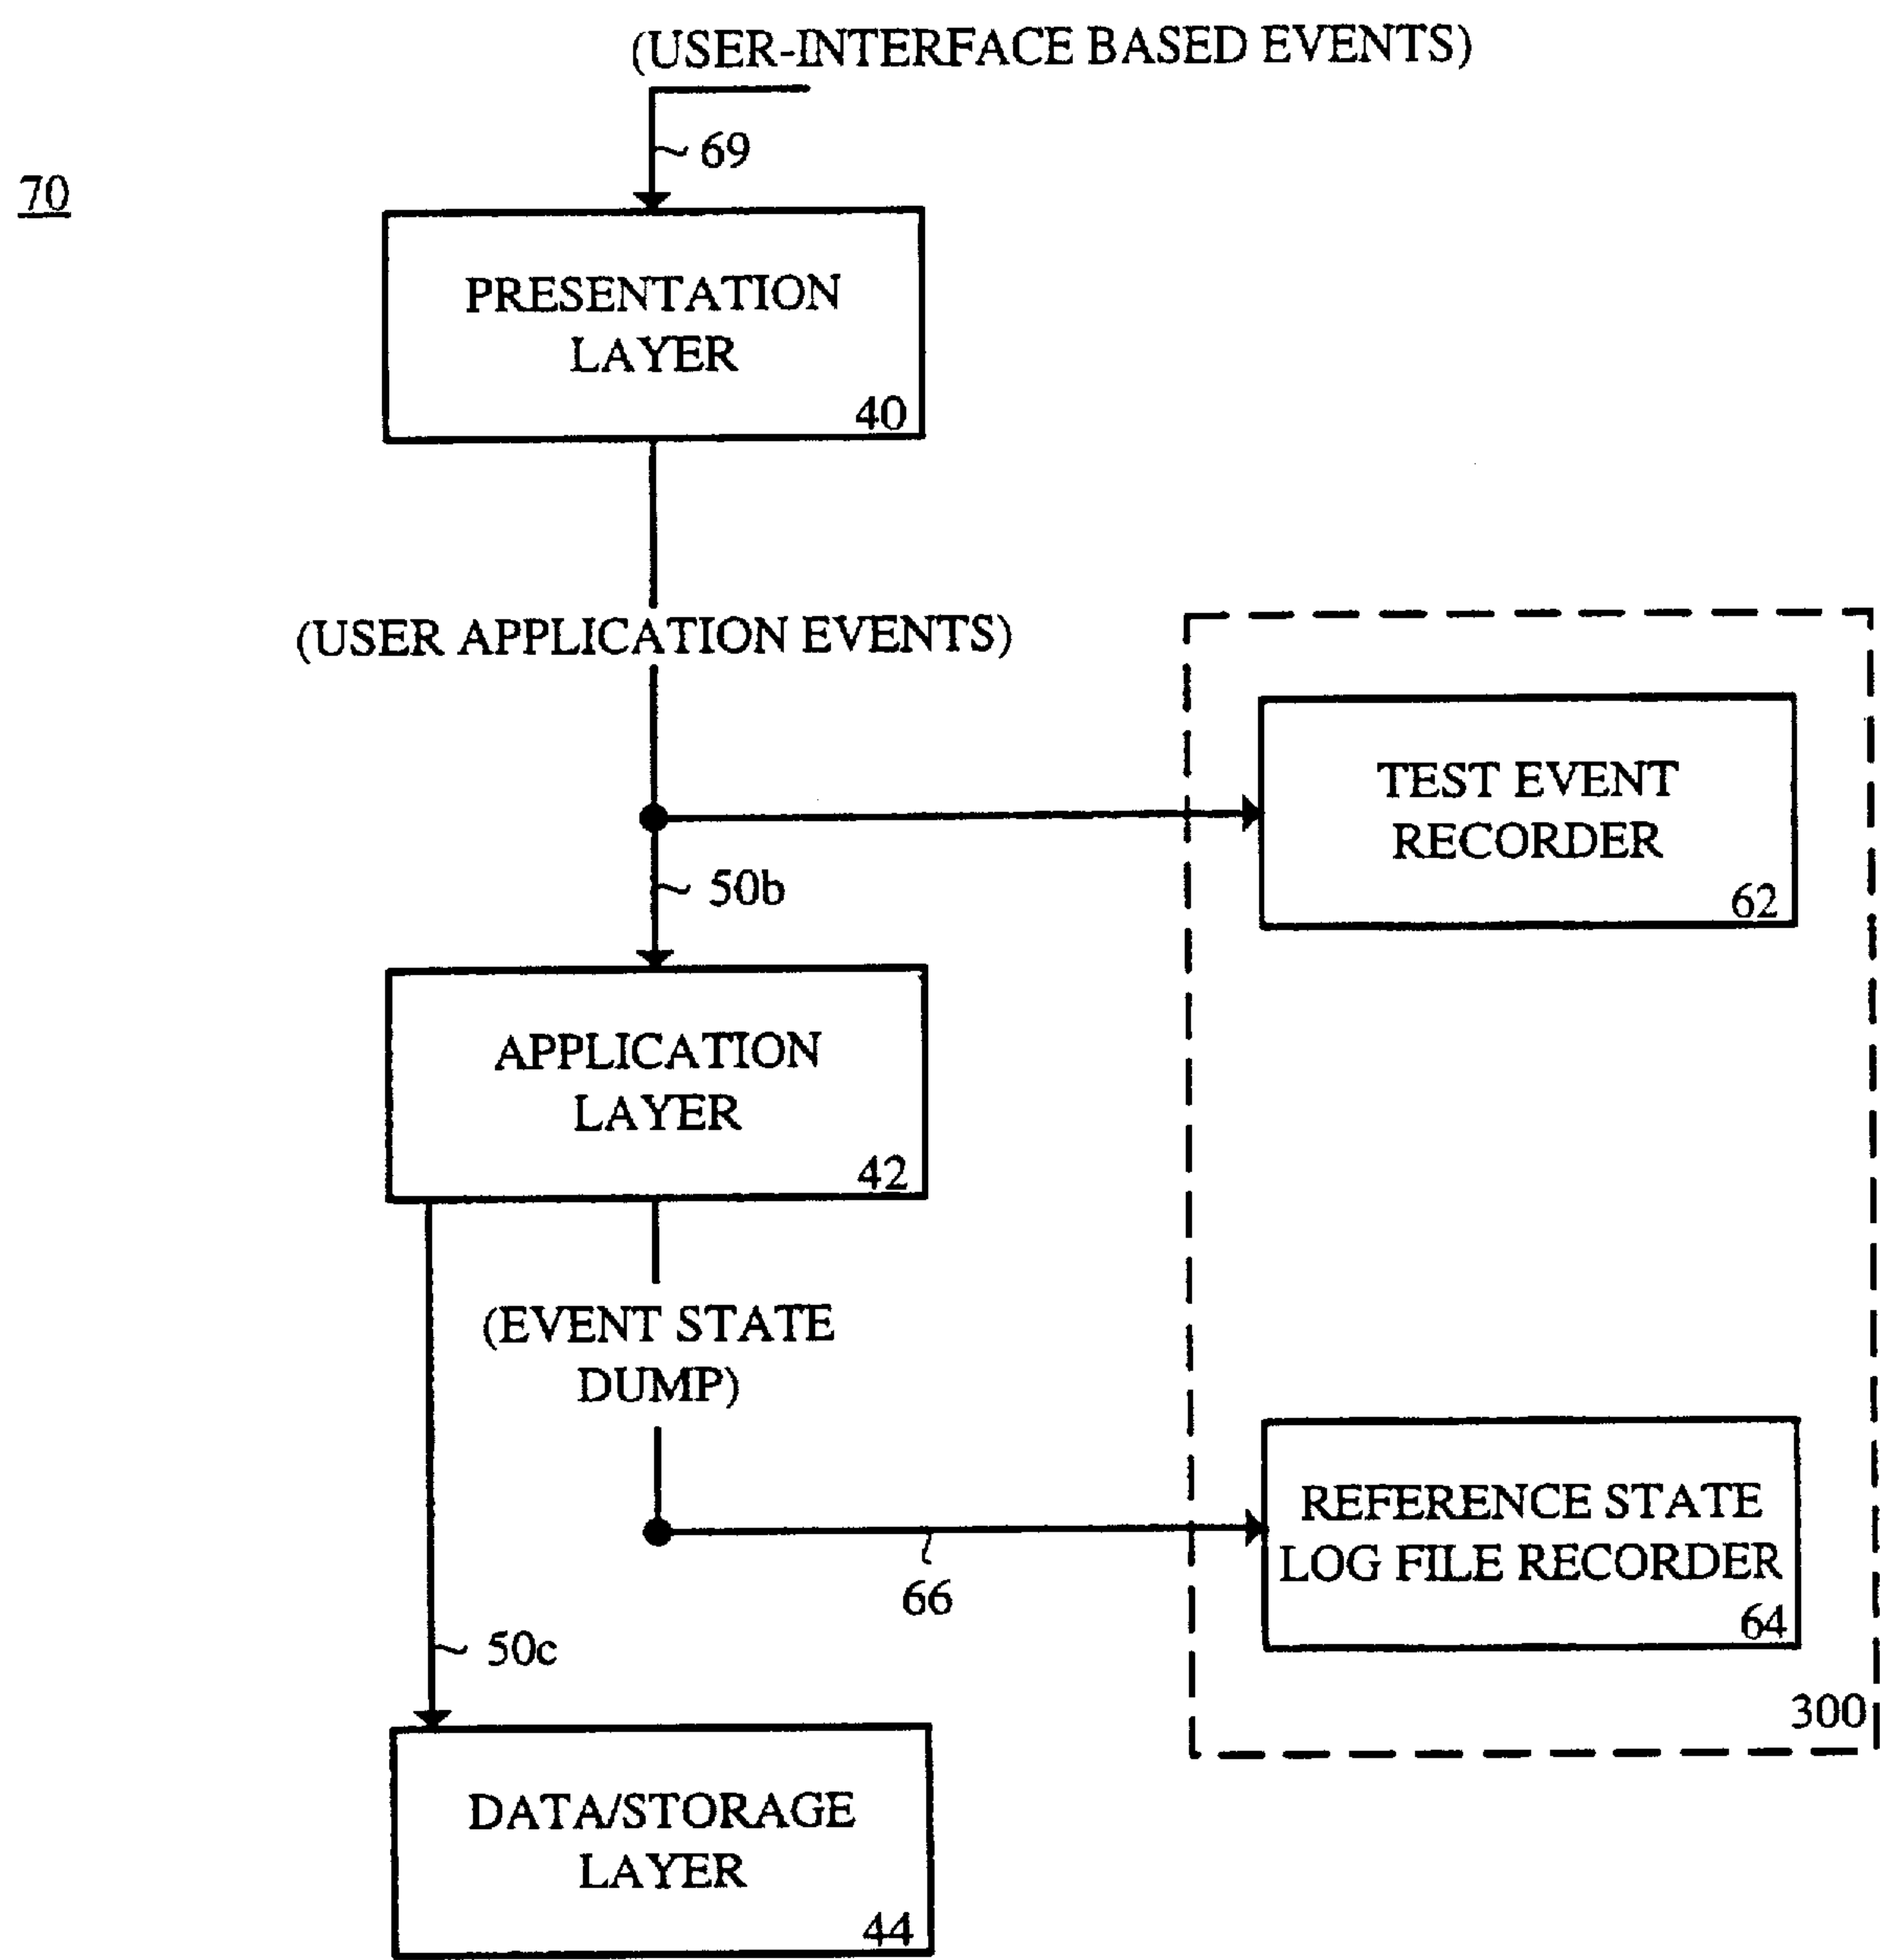 (USER-INTERFACE BASED EVENTS)
69
70
PRESENTATION
LAYER
40
(USER APPLICATION EVENTS)
TEST EVENT
RECORDER
62
50b
APPLICATION
LAYER
42
(EVENT STATE
DUMP)
REFERENCE STATE
LOG FILE RECORDER
64
66
50c
300
DATA/STORAGE
LAYER
44